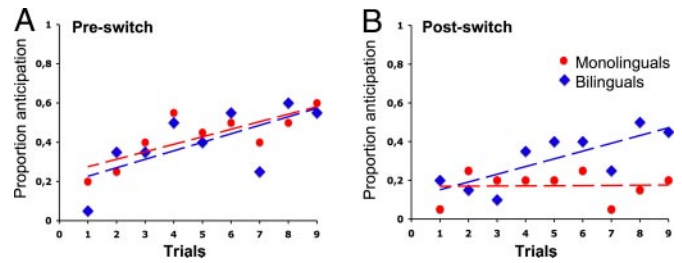 A
Pre-switch
Proportion anticipation
1
0,8
0,6
0,4
0,2
0
0 1 2 3 4 5 6 7 8 9
Trials
B
Post-switch
Monolinguals
Bilinguals
Proportion anticipation
1
0,8
0,6
0,4
0,2
0
0 1 2 3 4 5 6 7 8 9
Trials